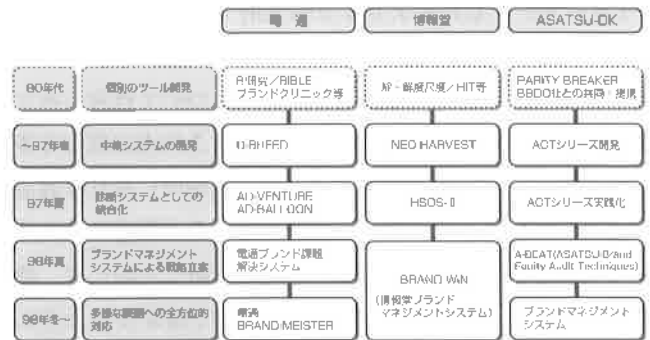 電通
博報堂
ASATSU-DK
80年代
個別のツール開発
ブランドクリニック等
PARITY BREAKER
BBDO社との共同・提携
中核システムの開発
NEO HARVEST
ACTシリーズ開発
97年夏
診断システムとしての
統合化
AD-VENTURE
AD-BALLOON
HSOS-II
ACTシリーズ実践化
98年夏
ブランドマネジメント
システムによる戦略立案
電通ブランド課題
解決システム
A-BEAT(ASATSU-Brand
Equity Audit Techniques)
BRAND WIN
(博報堂ブランド
マネジメントシステム)
98年冬～
多様な課題への全方位的
対応
電通
BRAND MEISTER
ブランドマネジメント
システム